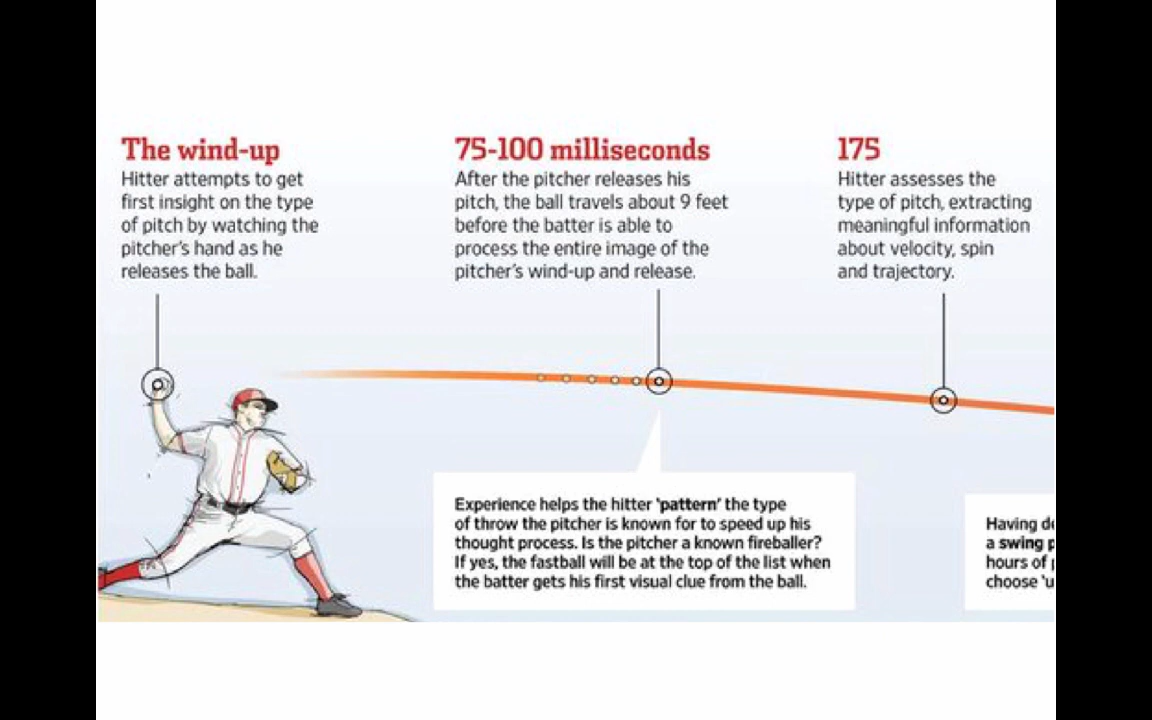 The wind-up
Hitter attempts to get
first insight on the type
of pitch by watching the
pitcher's hand as he
releases the ball.
75-100 milliseconds
After the pitcher releases his
pitch, the ball travels about 9 feet
before the batter is able to
process the entire image of the
pitcher's wind-up and release.
175
Hitter assesses the
type of pitch, extracting
meaningful information
about velocity, spin
and trajectory.
Experience helps the hitter 'pattern' the type
of throw the pitcher is known for to speed up his
thought process. Is the pitcher a known fireballer?
If yes, the fastball will be at the top of the list when
the batter gets his first visual clue from the ball.
Having
a swing
hours of
choose